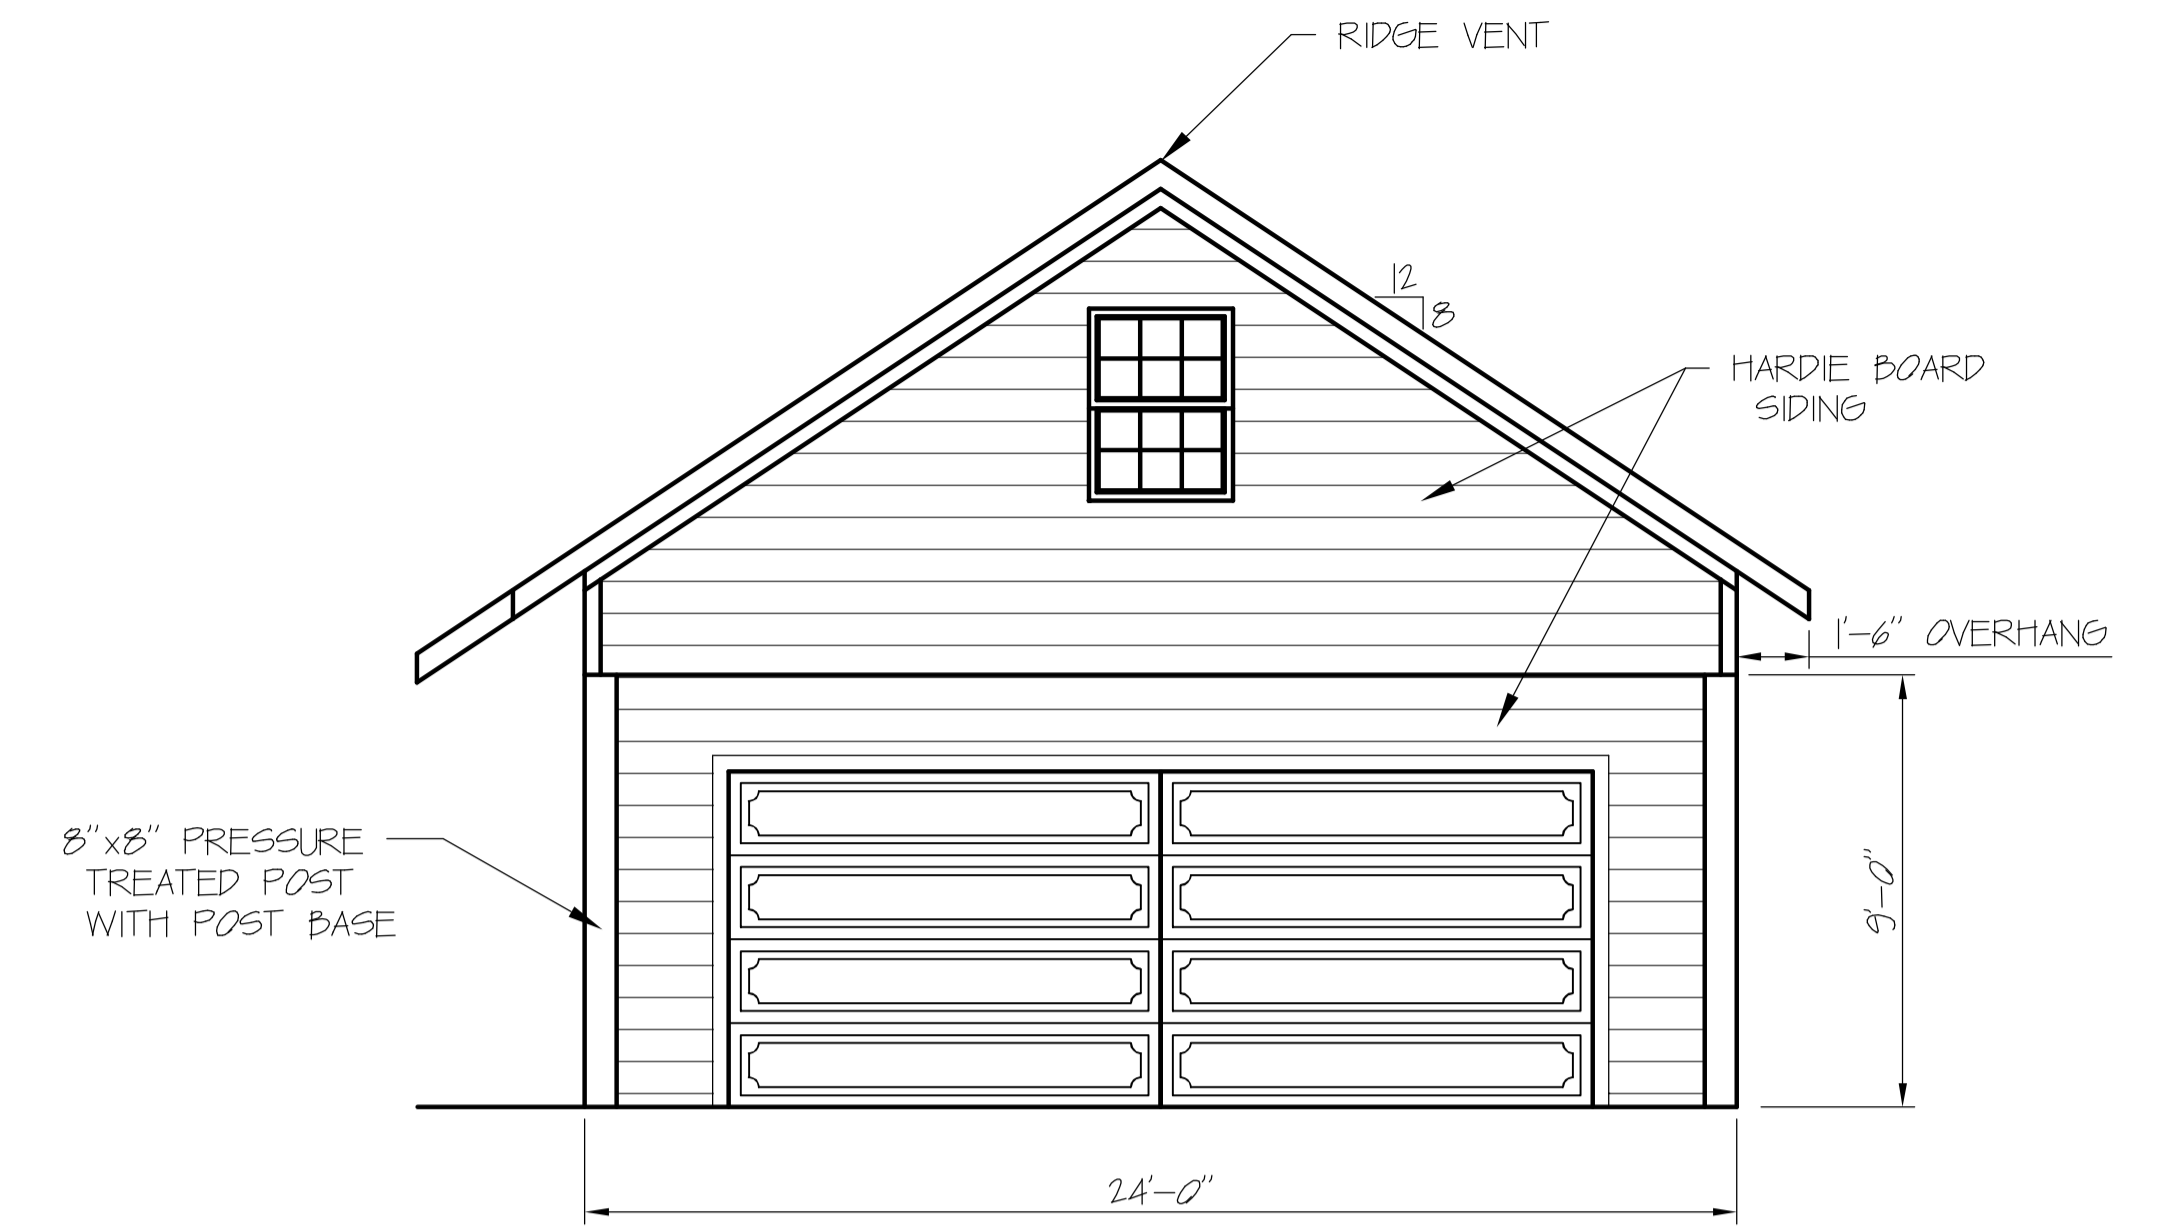 RIDGE VENT
12
8
HARDIE BOARD
SIDING
1'-6" OVERHANG
8"x8" PRESSURE
TREATED POST
WITH POST BASE
9'-0"
24'-0"